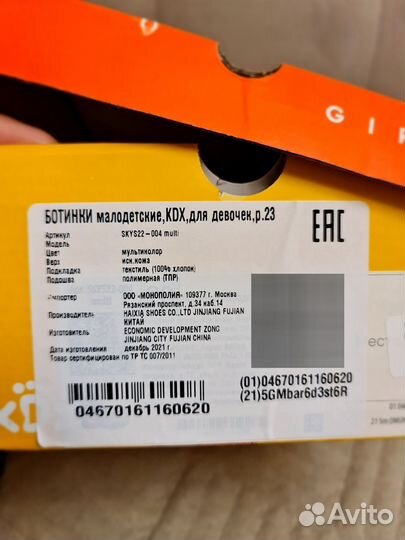 GIR
БОТИНКИ малодетские,KDX,для девочек,р.23
Артикул SKYS22-004 multi
Модель
Цвет мультиколор
Верх иск.кожа
Подкладка текстиль (100% хлопок)
Подошва полимерная (ТПР)
Импортер ООО «МОНОПОЛИЯ» 109377 г. Москва
Рязанский проспект, д.34 каб.14
Производитель HAIXIA SHOES CO.,LTD JINJIANG FUJIAN
КИТАЙ
Изготовитель ECONOMIC DEVELOPMENT ZONG
JINJIANG CITY FUJIAN CHINA
Дата изготовления декабрь 2021 г.
Товар сертифицирован по ТР ТС 007/2011
EAC
(01)04670161160620
(21)5GMbar6d3st6R
04670161160620
KD
Avito